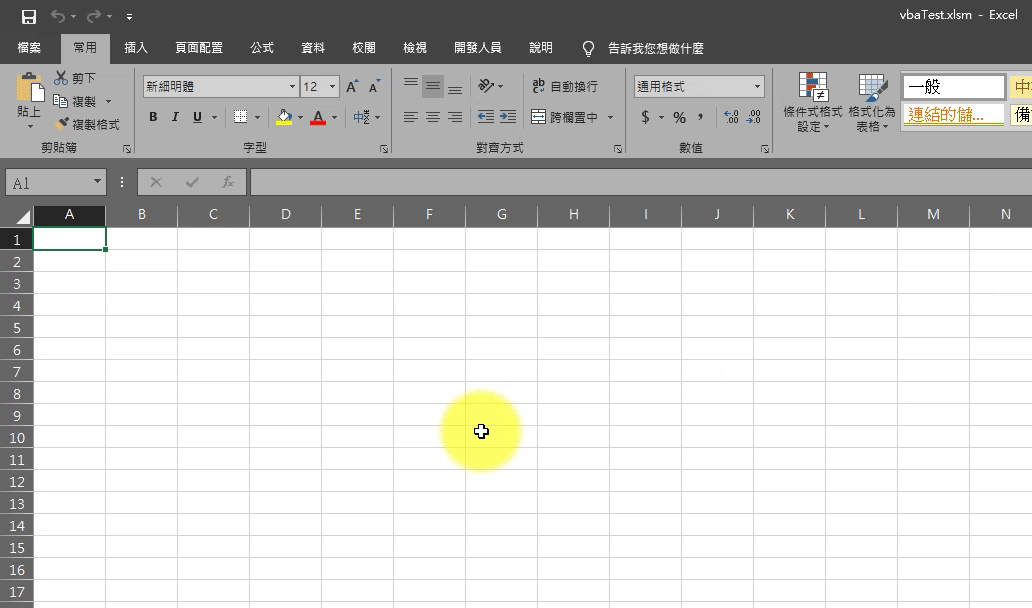 vbaTest.xlsm - Excel
檔案 常用 插入 頁面配置 公式 資料 校閱 檢視 開發人員 說明 告訴我您想做什麼
貼上
剪下
複製
複製格式
剪貼簿
新細明體 12 A A
B I U A 中
字型
ab 自動換行
跨欄置中
對齊方式
通用格式
$ % , .00 .00
數值
條件式格式
設定
格式化為
表格
一般 中
連結的儲... 備
A1 fx
A B C D E F G H I J K L M N
1
2
3
4
5
6
7
8
9
10
11
12
13
14
15
16
17